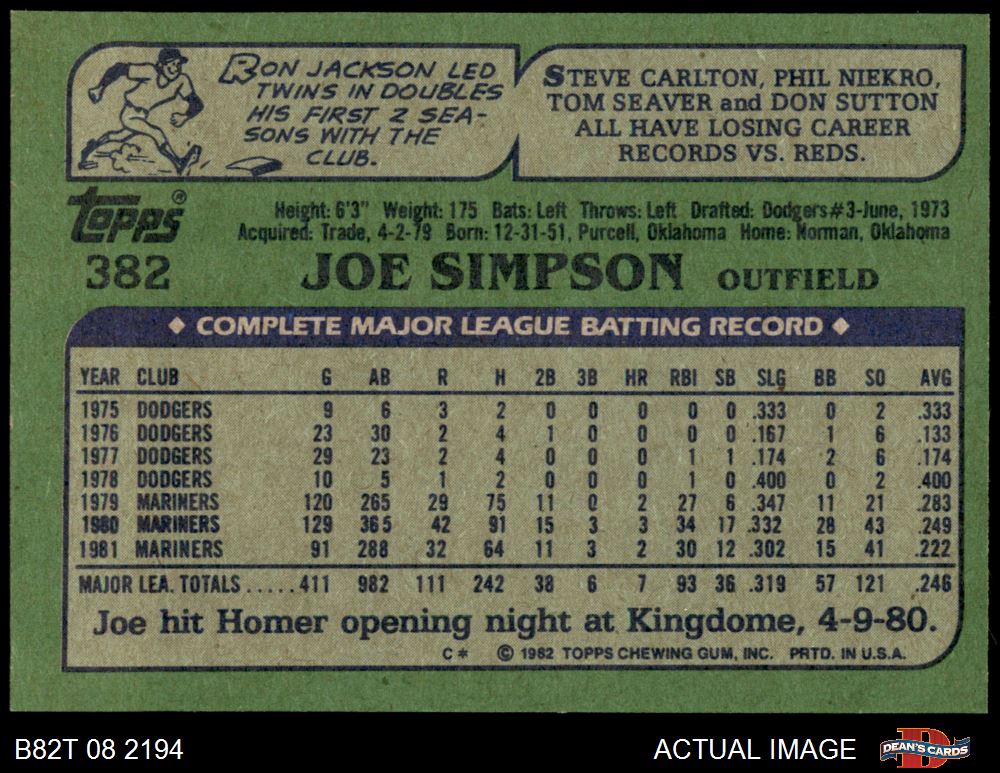 RON JACKSON LED
TWINS IN DOUBLES
HIS FIRST 2 SEA-
SONS WITH THE
CLUB.
STEVE CARLTON, PHIL NIEKRO,
TOM SEAVER and DON SUTTON
ALL HAVE LOSING CAREER
RECORDS VS. REDS.
TOPPS®
Height: 6'3" Weight: 175 Bats: Left Throws: Left Drafted: Dodgers#3-June, 1973
Acquired: Trade, 4-2-79 Born: 12-31-51, Purcell, Oklahoma Home: Norman, Oklahoma
382 JOE SIMPSON OUTFIELD
◆ COMPLETE MAJOR LEAGUE BATTING RECORD ◆
YEAR CLUB G AB R H 2B 3B HR RBI SB SLG BB SO AVG
1975 DODGERS 9 6 3 2 0 0 0 0 0 .333 0 2 .333
1976 DODGERS 23 30 2 4 1 0 0 0 0 .167 1 6 .133
1977 DODGERS 29 23 2 4 0 0 0 1 1 .174 2 6 .174
1978 DODGERS 10 5 1 2 0 0 0 1 0 .400 0 2 .400
1979 MARINERS 120 265 29 75 11 0 2 27 6 .347 11 21 .283
1980 MARINERS 129 365 42 91 15 3 3 34 17 .332 28 43 .249
1981 MARINERS 91 288 32 64 11 3 2 30 12 .302 15 41 .222
MAJOR LEA. TOTALS.....411 982 111 242 38 6 7 93 36 .319 57 121 .246
Joe hit Homer opening night at Kingdome, 4-9-80.
C* © 1982 TOPPS CHEWING GUM, INC. PRTD. IN U.S.A.
B82T 08 2194 ACTUAL IMAGE DEAN'S CARDS